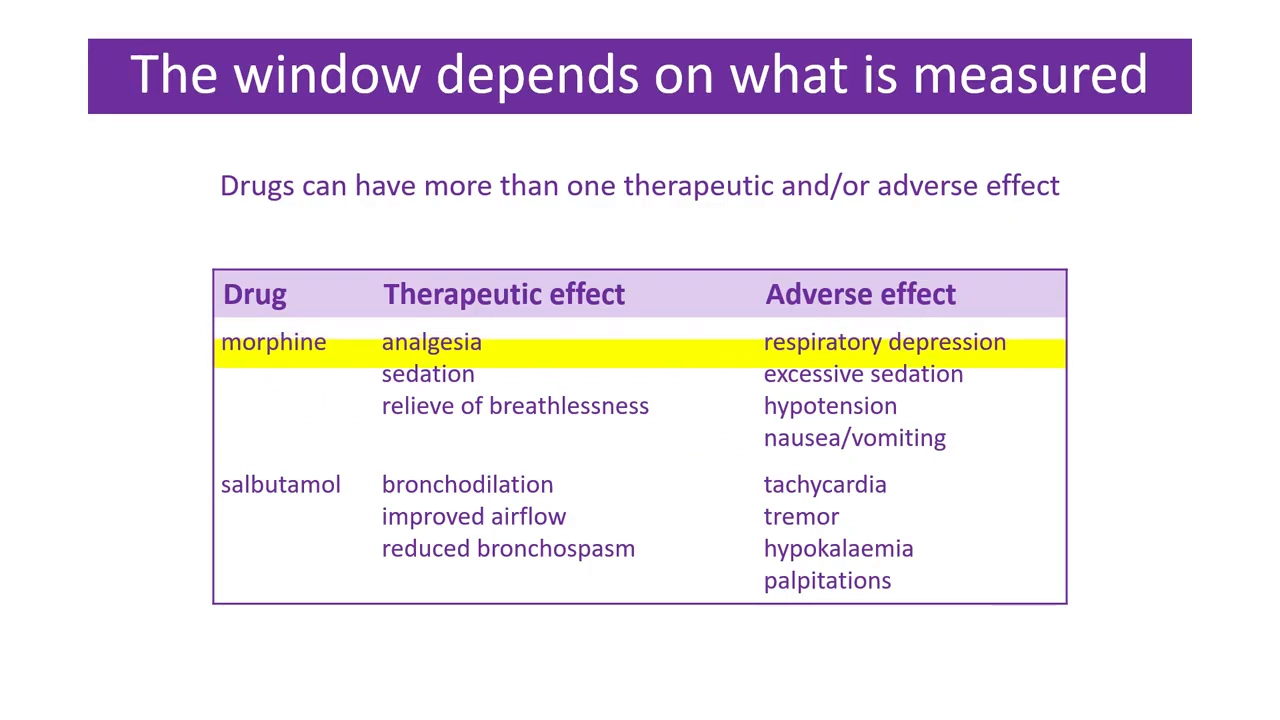 The window depends on what is measured
Drugs can have more than one therapeutic and/or adverse effect
Drug Therapeutic effect Adverse effect
morphine analgesia respiratory depression
sedation excessive sedation
relieve of breathlessness hypotension
nausea/vomiting
salbutamol bronchodilation tachycardia
improved airflow tremor
reduced bronchospasm hypokalaemia
palpitations